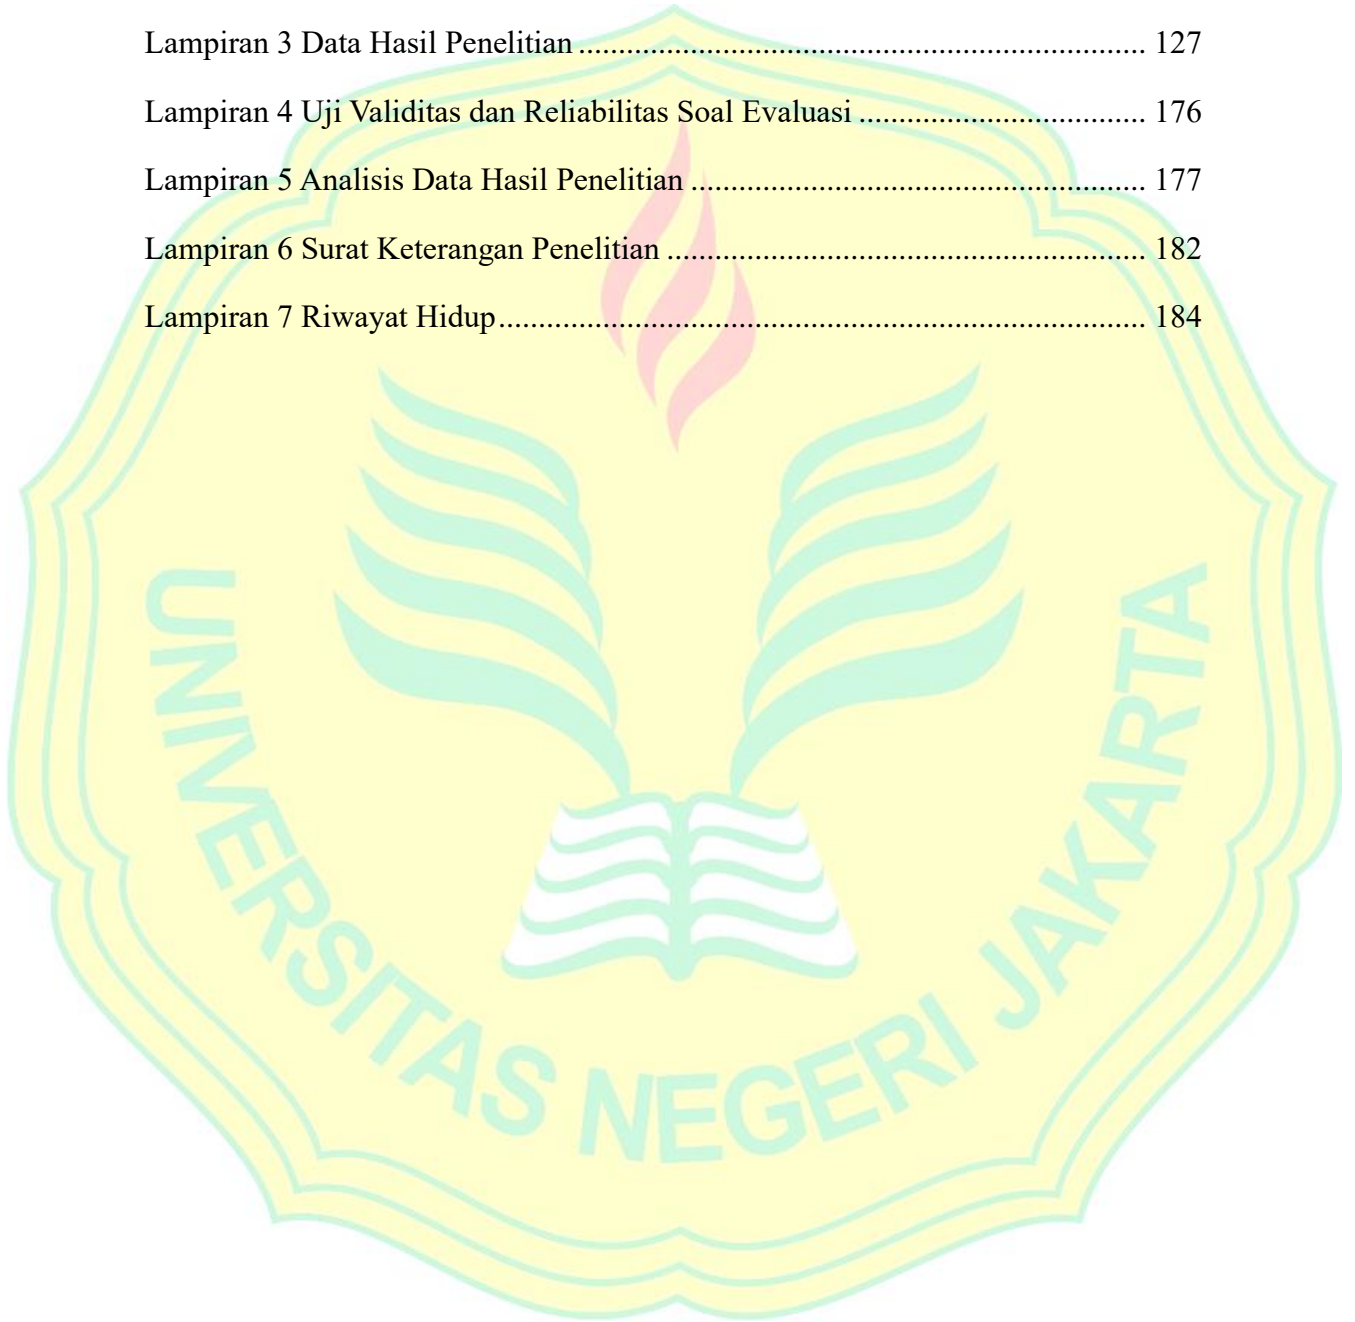 Lampiran 3 Data Hasil Penelitian ....................................................................... 127
Lampiran 4 Uji Validitas dan Reliabilitas Soal Evaluasi .................................... 176
Lampiran 5 Analisis Data Hasil Penelitian ......................................................... 177
Lampiran 6 Surat Keterangan Penelitian ............................................................ 182
Lampiran 7 Riwayat Hidup ................................................................................. 184
UNIVERSITAS NEGERI JAKARTA